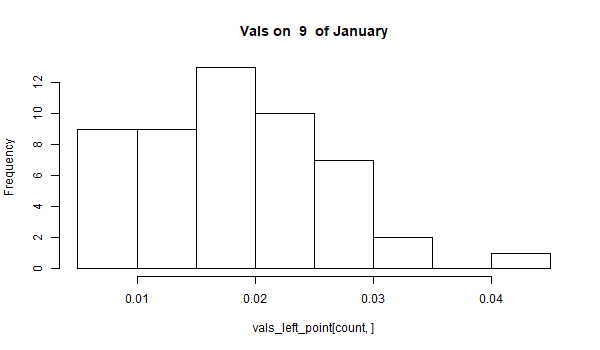 Vals on  9  of January
Frequency
12
10
8
6
4
2
0
0.01 0.02 0.03 0.04
vals_left_point[count, ]